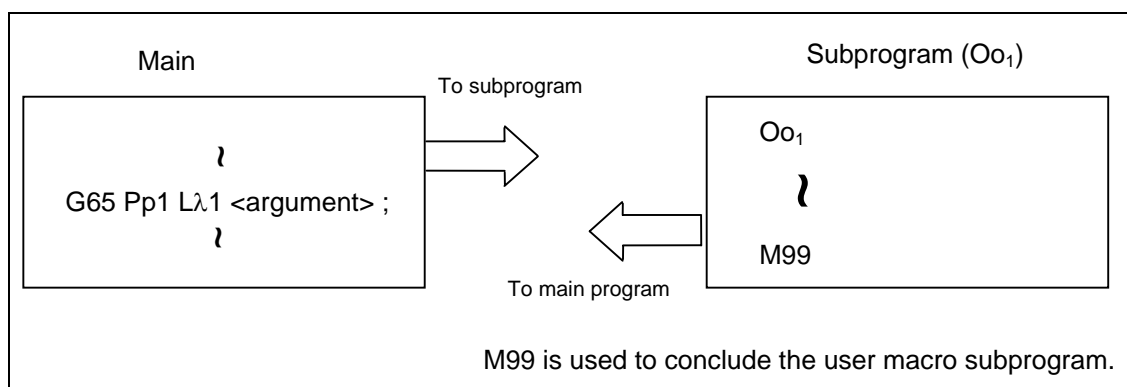 Main
Subprogram (Oo₁)
To subprogram
Oo₁
~
~
G65 Pp1 Lλ1 <argument> ;
~
M99
To main program
M99 is used to conclude the user macro subprogram.